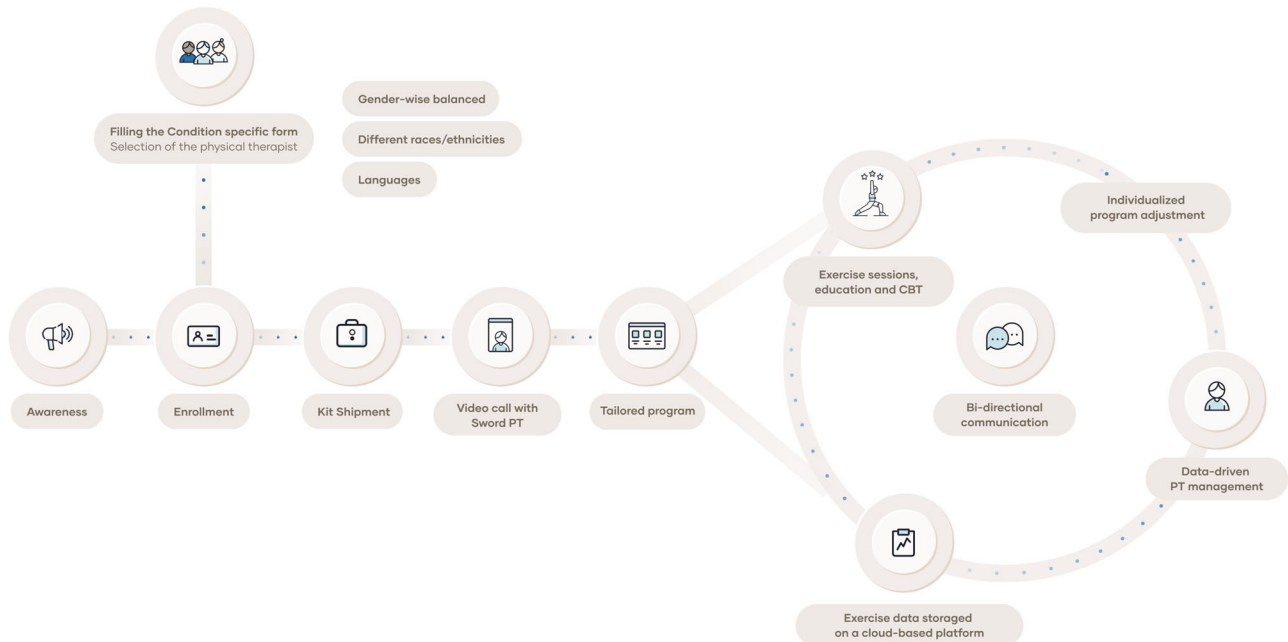 Filling the Condition specific form
Selection of the physical therapist
Gender-wise balanced
Different races/ethnicities
Languages
Awareness
Enrollment
Kit Shipment
Video call with
Sword PT
Tailored program
Exercise sessions,
education and CBT
Individualized
program adjustment
Bi-directional
communication
Data-driven
PT management
Exercise data storaged
on a cloud-based platform